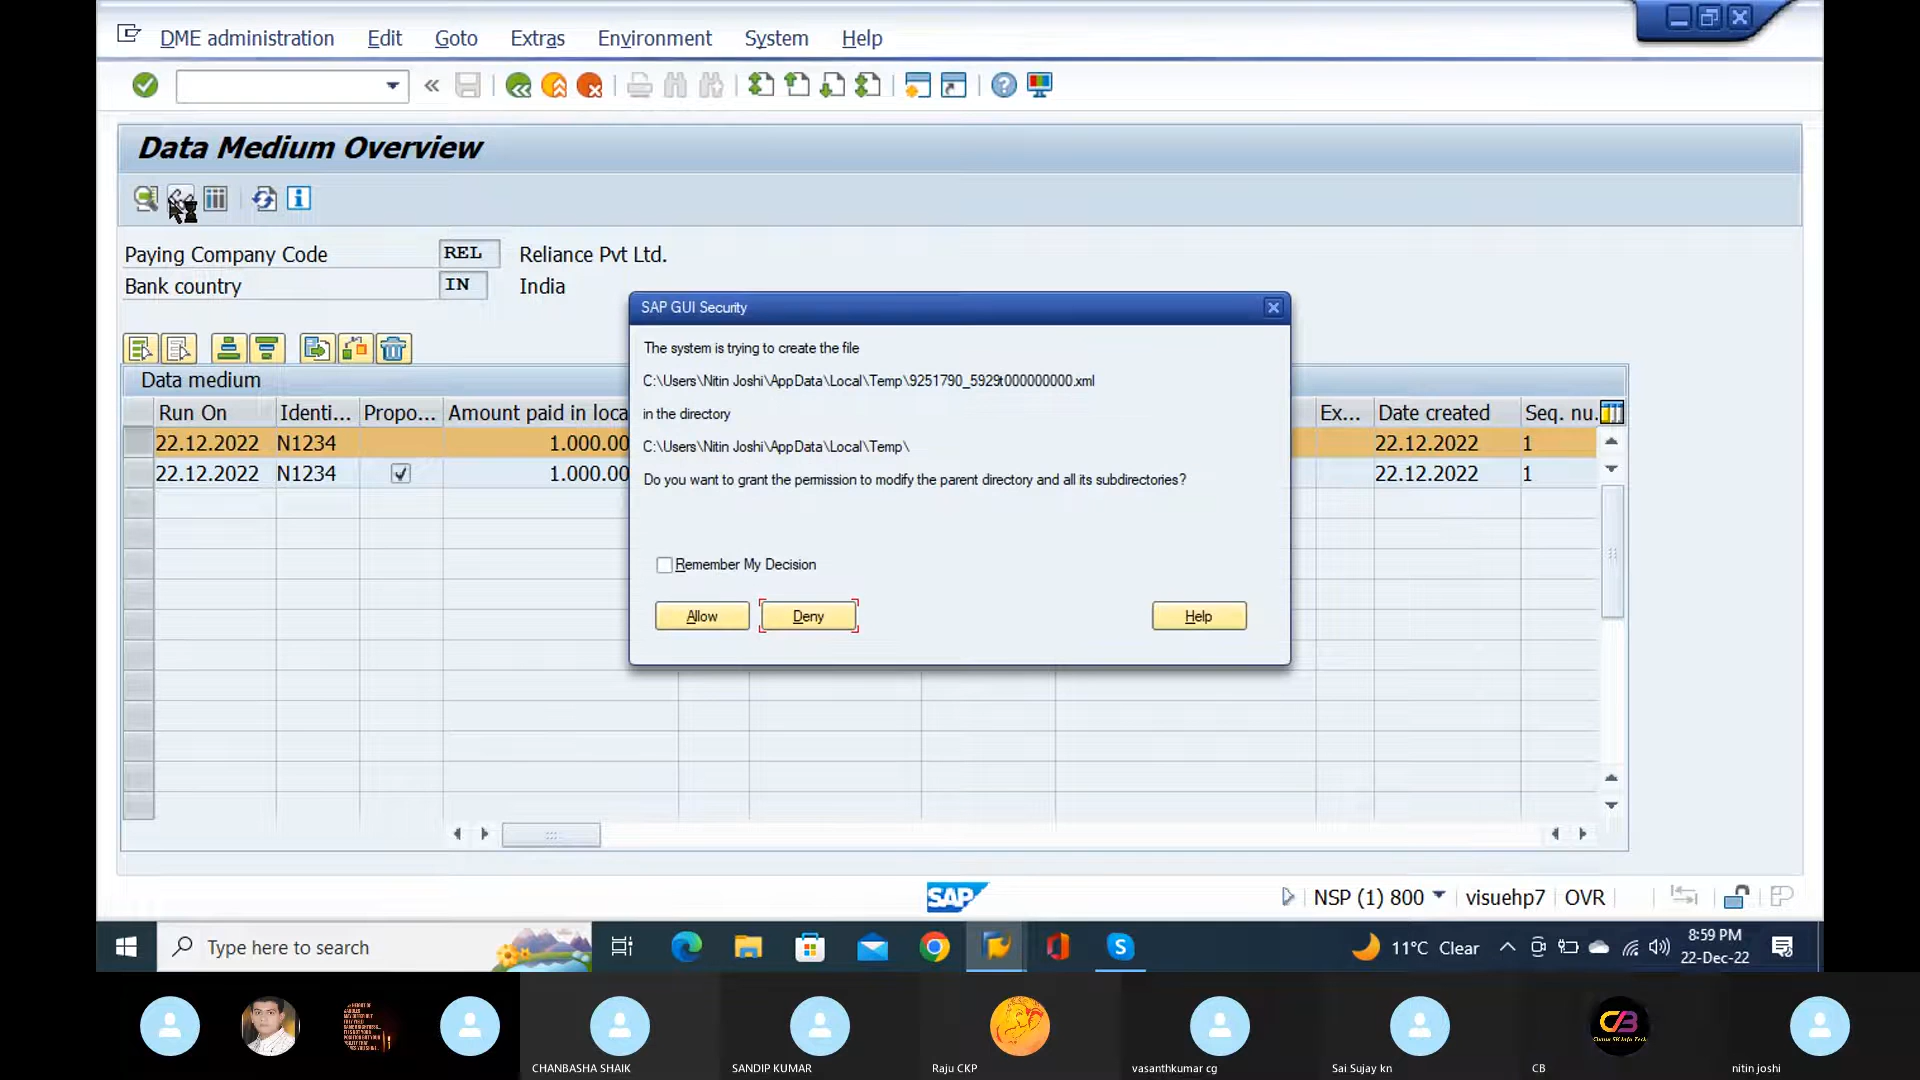 DME administration Edit Goto Extras Environment System Help
Data Medium Overview
Paying Company Code REL Reliance Pvt Ltd.
Bank country IN India
SAP GUI Security
The system is trying to create the file
C:\Users\Nitin Joshi\AppData\Local\Temp\9251790_5929t000000000.xml
in the directory
C:\Users\Nitin Joshi\AppData\Local\Temp\
Do you want to grant the permission to modify the parent directory and all its subdirectories?
Remember My Decision
Allow Deny Help
Data medium
Run On Identi... Propo... Amount paid in loca Ex... Date created Seq. nu.
22.12.2022 N1234 1.000.00 22.12.2022 1
22.12.2022 N1234 1.000.00 22.12.2022 1
SAP NSP (1) 800 visuehp7 OVR
Type here to search 11°C Clear 8:59 PM
22-Dec-22
CHANBASHA SHAIK SANDIP KUMAR Raju CKP vasanthkumar cg Sai Sujay kn CB nitin joshi